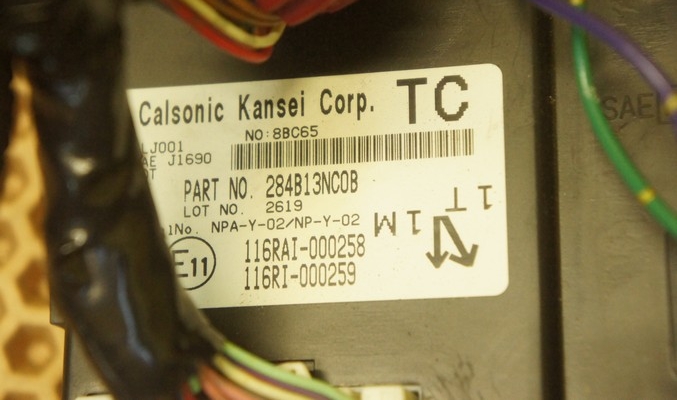 Calsonic Kansei Corp. TC
NO:8BC65
LJ001
J1690
PART NO. 284B13NC0B
LOT NO. 2619
No. NPA-Y-02/NP-Y-02
1M
1T
E11
116RAI-000258
116RI-000259
SAE